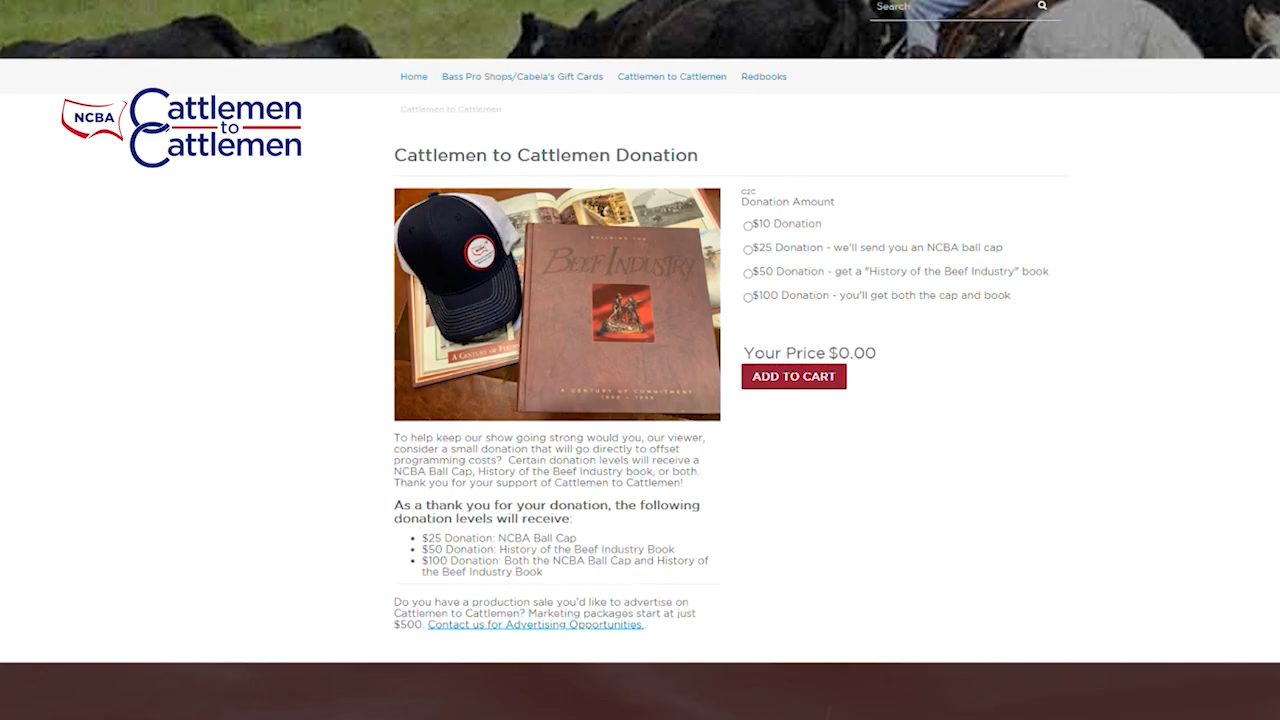 Search
Home Bass Pro Shops/Cabela's Gift Cards Cattlemen to Cattlemen Redbooks
NCBA
Cattlemen
to
Cattlemen
Cattlemen to Cattlemen
Cattlemen to Cattlemen Donation
BUILDING THE
BEEF INDUSTRY
A CENTURY OF COMMITMENT
A CENTURY OF
C2C
Donation Amount
$10 Donation
$25 Donation - we'll send you an NCBA ball cap
$50 Donation - get a "History of the Beef Industry" book
$100 Donation - you'll get both the cap and book
Your Price $0.00
ADD TO CART
To help keep our show going strong would you, our viewer,
consider a small donation that will go directly to offset
programming costs? Certain donation levels will receive a
NCBA Ball Cap, History of the Beef Industry book, or both.
Thank you for your support of Cattlemen to Cattlemen!
As a thank you for your donation, the following
donation levels will receive:
• $25 Donation: NCBA Ball Cap
• $50 Donation: History of the Beef Industry Book
• $100 Donation: Both the NCBA Ball Cap and History of
the Beef Industry Book
Do you have a production sale you'd like to advertise on
Cattlemen to Cattlemen? Marketing packages start at just
$500. Contact us for Advertising Opportunities.